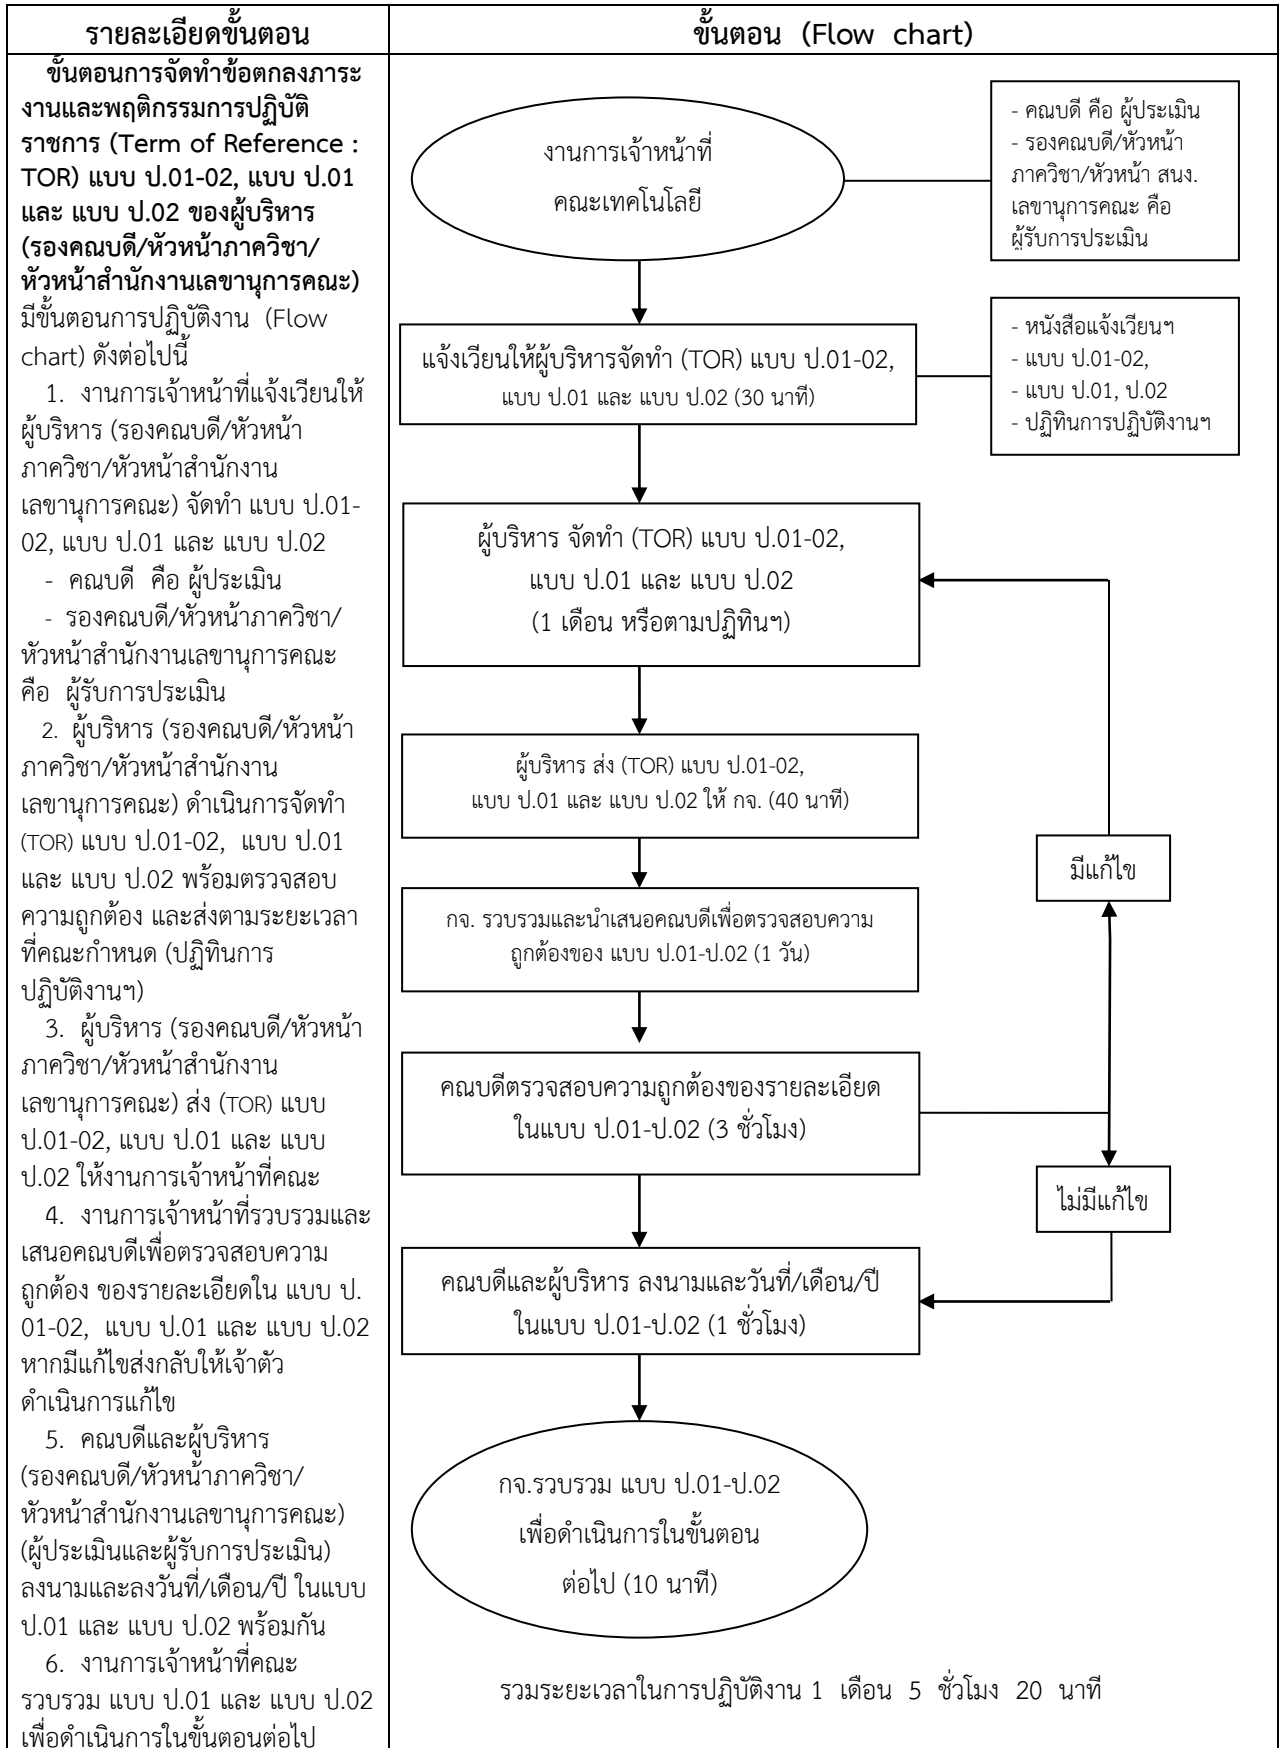 รายละเอียดขั้นตอน
ขั้นตอนการจัดทำข้อตกลงภาระ
งานและพฤติกรรมการปฏิบัติ
ราชการ (Term of Reference :
TOR) แบบ ป.01-02, แบบ ป.01
และ แบบ ป.02 ของผู้บริหาร
(รองคณบดี/หัวหน้าภาควิชา/
หัวหน้าสำนักงานเลขานุการคณะ)
มีขั้นตอนการปฏิบัติงาน (Flow
chart) ดังต่อไปนี้
1. งานการเจ้าหน้าที่แจ้งเวียนให้
ผู้บริหาร (รองคณบดี/หัวหน้า
ภาควิชา/หัวหน้าสำนักงาน
เลขานุการคณะ) จัดทำ แบบ ป.01-
02, แบบ ป.01 และ แบบ ป.02
- คณบดี คือ ผู้ประเมิน
- รองคณบดี/หัวหน้าภาควิชา/
หัวหน้าสำนักงานเลขานุการคณะ
คือ ผู้รับการประเมิน
2. ผู้บริหาร (รองคณบดี/หัวหน้า
ภาควิชา/หัวหน้าสำนักงาน
เลขานุการคณะ) ดำเนินการจัดทำ
(TOR) แบบ ป.01-02, แบบ ป.01
และ แบบ ป.02 พร้อมตรวจสอบ
ความถูกต้อง และส่งตามระยะเวลา
ที่คณะกำหนด (ปฏิทินการ
ปฏิบัติงานฯ)
3. ผู้บริหาร (รองคณบดี/หัวหน้า
ภาควิชา/หัวหน้าสำนักงาน
เลขานุการคณะ) ส่ง (TOR) แบบ
ป.01-02, แบบ ป.01 และ แบบ
ป.02 ให้งานการเจ้าหน้าที่คณะ
4. งานการเจ้าหน้าที่รวบรวมและ
เสนอคณบดีเพื่อตรวจสอบความ
ถูกต้อง ของรายละเอียดใน แบบ ป.
01-02, แบบ ป.01 และ แบบ ป.02
หากมีแก้ไขส่งกลับให้เจ้าตัว
ดำเนินการแก้ไข
5. คณบดีและผู้บริหาร
(รองคณบดี/หัวหน้าภาควิชา/
หัวหน้าสำนักงานเลขานุการคณะ)
(ผู้ประเมินและผู้รับการประเมิน)
ลงนามและลงวันที่/เดือน/ปี ในแบบ
ป.01 และ แบบ ป.02 พร้อมกัน
6. งานการเจ้าหน้าที่คณะ
รวบรวม แบบ ป.01 และ แบบ ป.02
เพื่อดำเนินการในขั้นตอนต่อไป
ขั้นตอน (Flow chart)
งานการเจ้าหน้าที่
คณะเทคโนโลยี
- คณบดี คือ ผู้ประเมิน
- รองคณบดี/หัวหน้า
ภาควิชา/หัวหน้า สนง.
เลขานุการคณะ คือ
ผู้รับการประเมิน
แจ้งเวียนให้ผู้บริหารจัดทำ (TOR) แบบ ป.01-02,
แบบ ป.01 และ แบบ ป.02 (30 นาที)
- หนังสือแจ้งเวียนฯ
- แบบ ป.01-02,
- แบบ ป.01, ป.02
- ปฏิทินการปฏิบัติงานฯ
ผู้บริหาร จัดทำ (TOR) แบบ ป.01-02,
แบบ ป.01 และ แบบ ป.02
(1 เดือน หรือตามปฏิทินฯ)
ผู้บริหาร ส่ง (TOR) แบบ ป.01-02,
แบบ ป.01 และ แบบ ป.02 ให้ กจ. (40 นาที)
มีแก้ไข
กจ. รวบรวมและนำเสนอคณบดีเพื่อตรวจสอบความ
ถูกต้องของ แบบ ป.01-ป.02 (1 วัน)
คณบดีตรวจสอบความถูกต้องของรายละเอียด
ในแบบ ป.01-ป.02 (3 ชั่วโมง)
ไม่มีแก้ไข
คณบดีและผู้บริหาร ลงนามและวันที่/เดือน/ปี
ในแบบ ป.01-ป.02 (1 ชั่วโมง)
กจ.รวบรวม แบบ ป.01-ป.02
เพื่อดำเนินการในขั้นตอน
ต่อไป (10 นาที)
รวมระยะเวลาในการปฏิบัติงาน 1 เดือน 5 ชั่วโมง 20 นาที